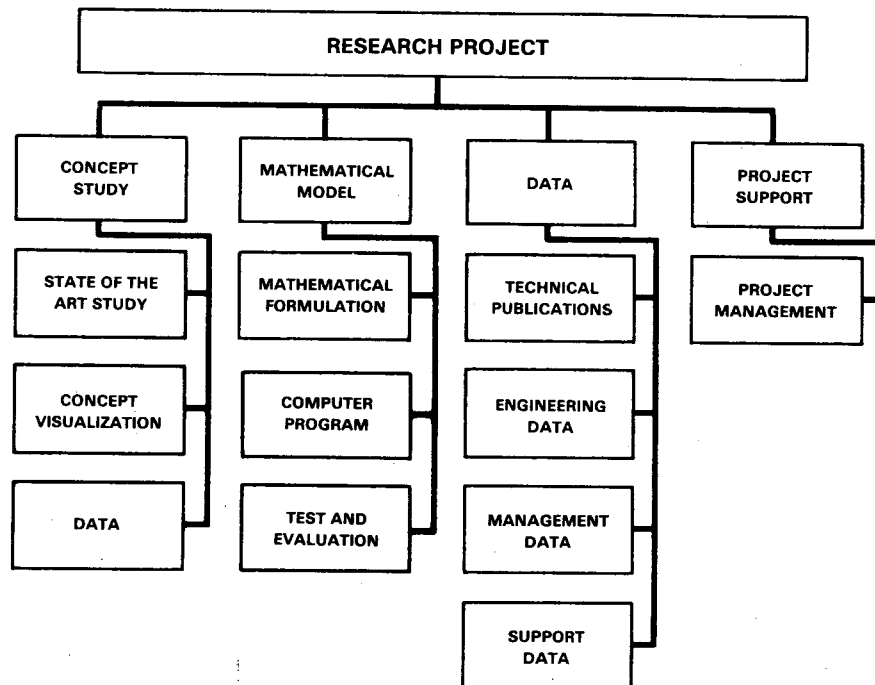 RESEARCH PROJECT
CONCEPT
STUDY
MATHEMATICAL
MODEL
DATA
PROJECT
SUPPORT
STATE OF THE
ART STUDY
MATHEMATICAL
FORMULATION
TECHNICAL
PUBLICATIONS
PROJECT
MANAGEMENT
CONCEPT
VISUALIZATION
COMPUTER
PROGRAM
ENGINEERING
DATA
DATA
TEST AND
EVALUATION
MANAGEMENT
DATA
SUPPORT
DATA